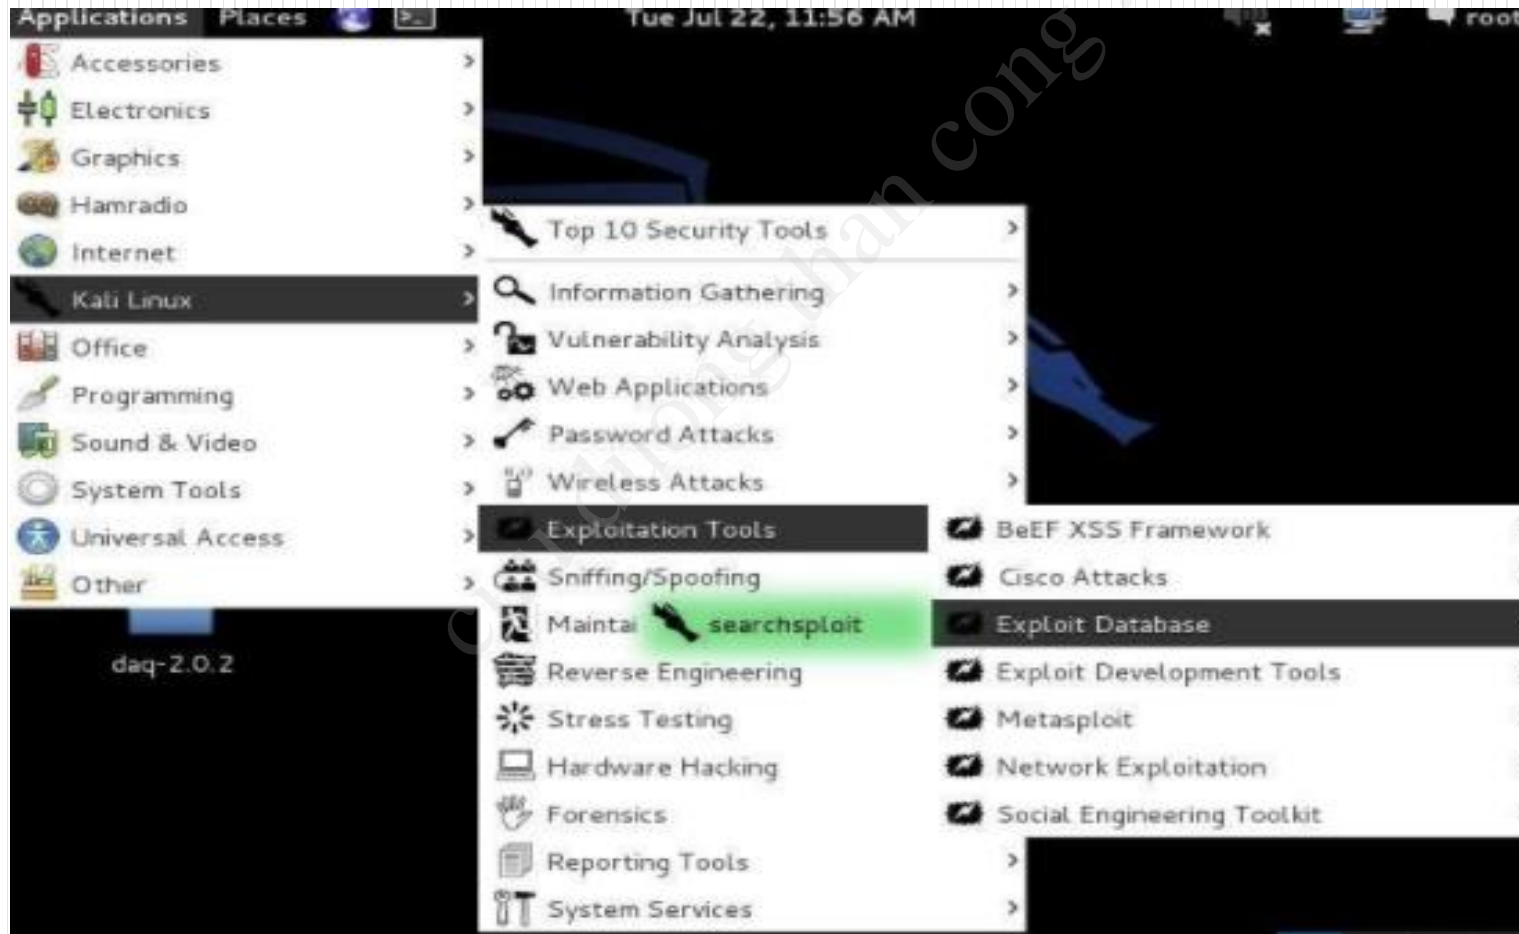 Applications Places Tue Jul 22, 11:56 AM root
Accessories
Electronics
Graphics
Hamradio
Internet
Kali Linux
Office
Programming
Sound & Video
System Tools
Universal Access
Other
daq-2.0.2
Top 10 Security Tools
Information Gathering
Vulnerability Analysis
Web Applications
Password Attacks
Wireless Attacks
Exploitation Tools
Sniffing/Spoofing
Maintai
Reverse Engineering
Stress Testing
Hardware Hacking
Forensics
Reporting Tools
System Services
searchsploit
BeEF XSS Framework
Cisco Attacks
Exploit Database
Exploit Development Tools
Metasploit
Network Exploitation
Social Engineering Toolkit
cuu duong than cong